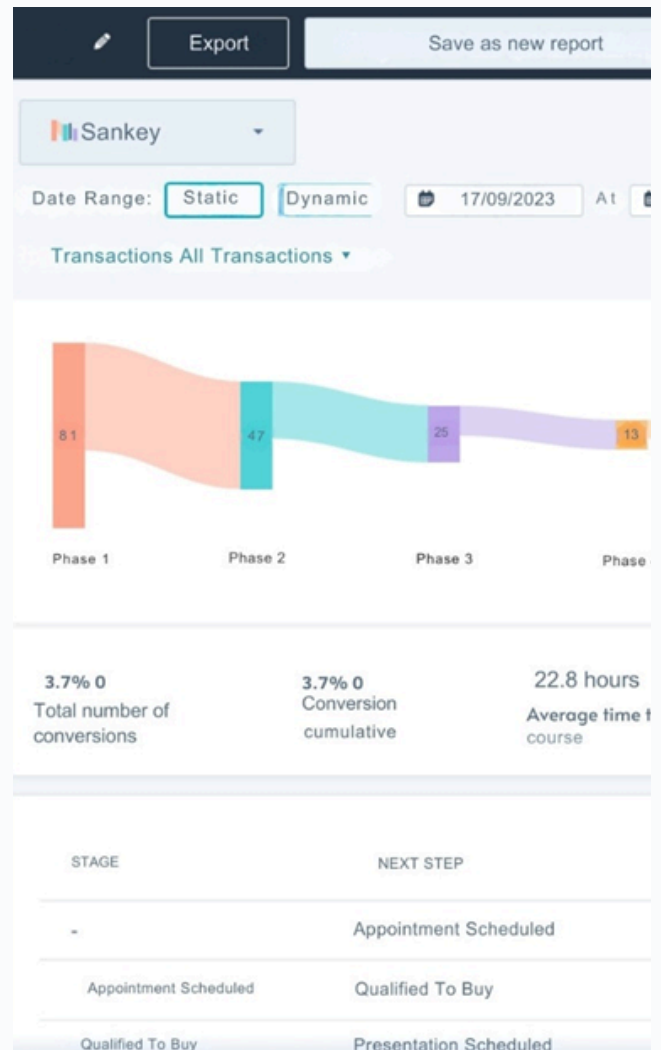 Export
Save as new report
Sankey
Date Range: Static Dynamic 17/09/2023 At
Transactions All Transactions
81
47
25
13
Phase 1
Phase 2
Phase 3
Phase
3.7% 0
Total number of
conversions
3.7% 0
Conversion
cumulative
22.8 hours
Average time t
course
STAGE NEXT STEP
- Appointment Scheduled
Appointment Scheduled Qualified To Buy
Qualified To Buy Presentation Scheduled